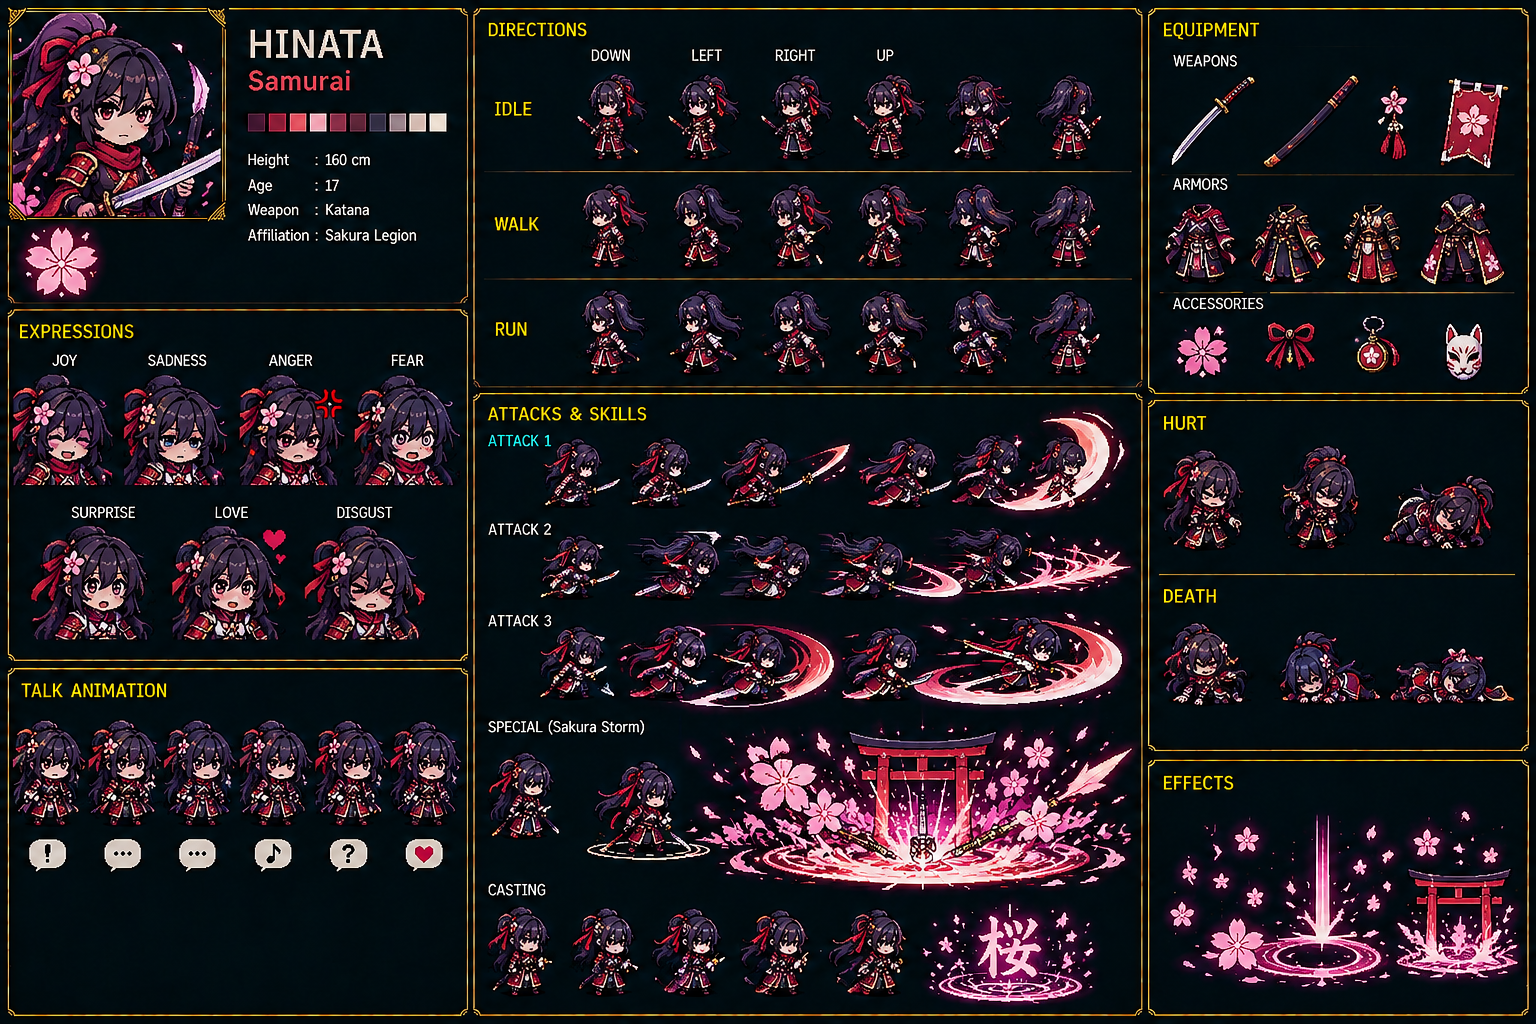 HINATA
Samurai
Height : 160 cm
Age : 17
Weapon : Katana
Affiliation : Sakura Legion
EXPRESSIONS
JOY SADNESS ANGER FEAR
SURPRISE LOVE DISGUST
TALK ANIMATION
! ... ... ♪ ? ♥
DIRECTIONS
DOWN LEFT RIGHT UP
IDLE
WALK
RUN
ATTACKS & SKILLS
ATTACK 1
ATTACK 2
ATTACK 3
SPECIAL (Sakura Storm)
CASTING
桜
EQUIPMENT
WEAPONS
ARMORS
ACCESSORIES
HURT
DEATH
EFFECTS